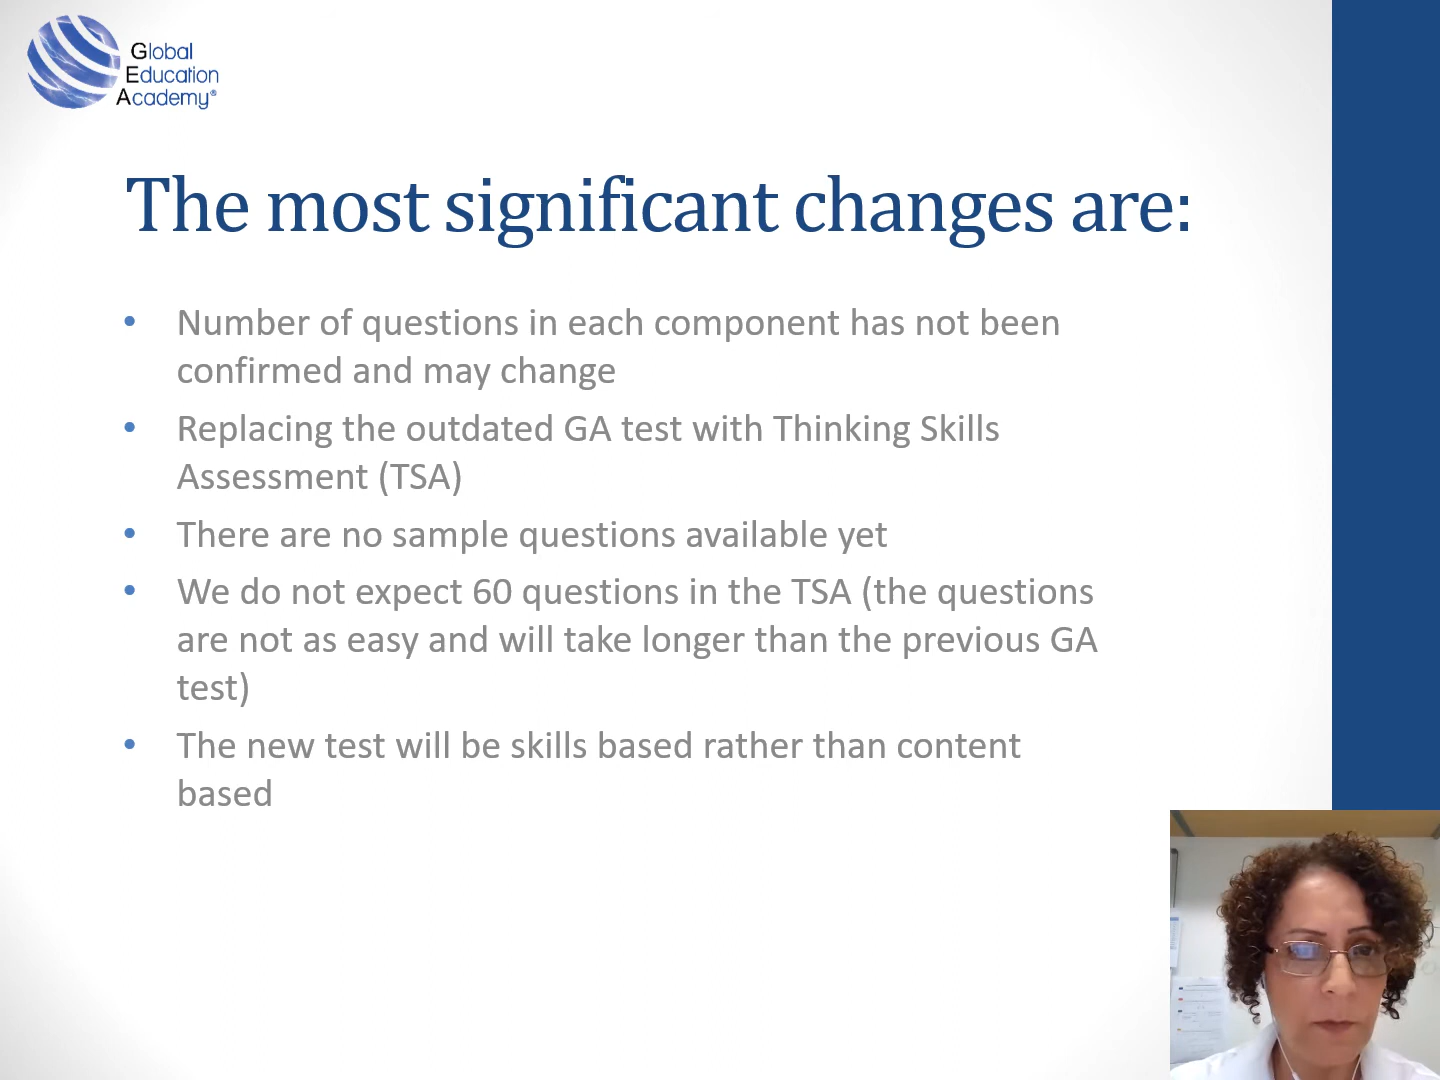 Global
Education
Academy®
The most significant changes are:
• Number of questions in each component has not been
confirmed and may change
• Replacing the outdated GA test with Thinking Skills
Assessment (TSA)
• There are no sample questions available yet
• We do not expect 60 questions in the TSA (the questions
are not as easy and will take longer than the previous GA
test)
• The new test will be skills based rather than content
based